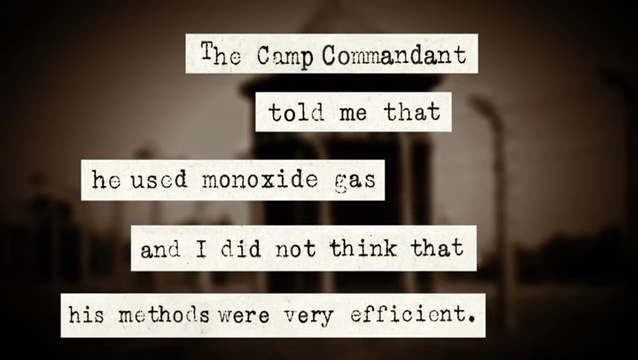 The Camp Commandant
told me that
he used monoxide gas
and I did not think that
his methods were very efficient.